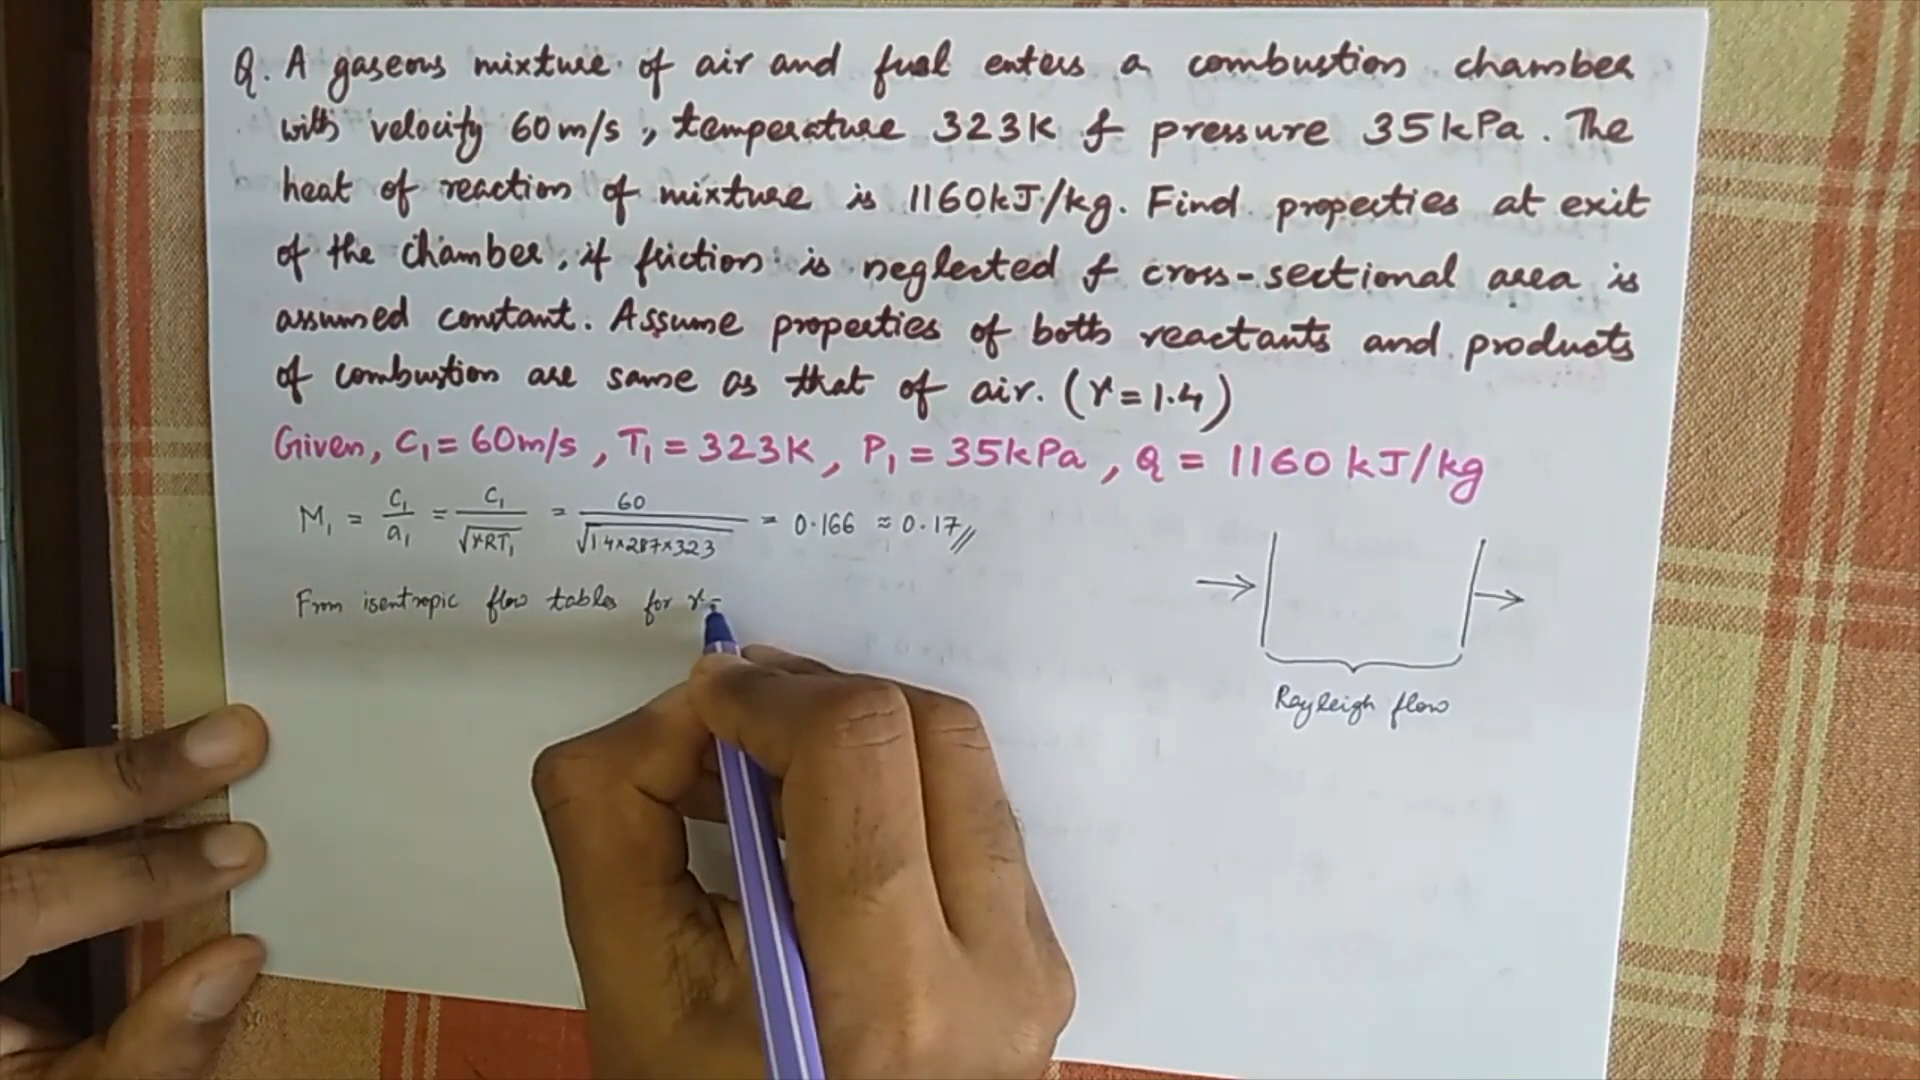 Q. A gaseous mixture of air and fuel enters a combustion chamber
with velocity 60m/s, temperature 323K & pressure 35kPa. The
heat of reaction of mixture is 1160kJ/kg. Find properties at exit
of the chamber, if friction is neglected & cross-sectional area is
assumed constant. Assume properties of both reactants and products
of combustion are same as that of air. (γ=1.4)
Given, C₁ = 60m/s, T₁ = 323K, P₁ = 35kPa, Q = 1160 kJ/kg
M₁ = C₁/a₁ = C₁/√γRT₁ = 60/√1.4×287×323 = 0.166 ≈ 0.17//
From isentropic flow tables for γ=
Rayleigh flow